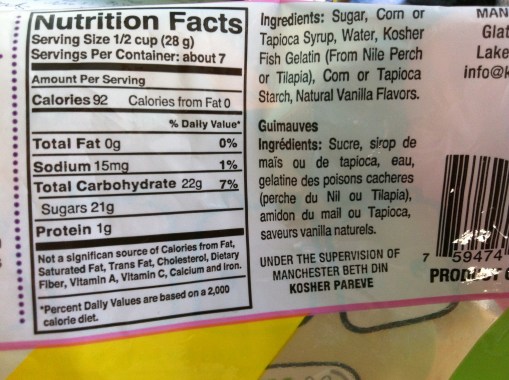 Nutrition Facts
Serving Size 1/2 cup (28 g)
Servings Per Container: about 7
Amount Per Serving
Calories 92 Calories from Fat 0
% Daily Value*
Total Fat 0g 0%
Sodium 15mg 1%
Total Carbohydrate 22g 7%
Sugars 21g
Protein 1g
Not a significan source of Calories from Fat,
Saturated Fat, Trans Fat, Cholesterol, Dietary
Fiber, Vitamin A, Vitamin C, Calcium and Iron.
*Percent Daily Values are based on a 2,000
calorie diet.
Ingredients: Sugar, Corn or
Tapioca Syrup, Water, Kosher
Fish Gelatin (From Nile Perch
or Tilapia), Corn or Tapioca
Starch, Natural Vanilla Flavors.
Guimauves
Ingrédients: Sucre, sirop de
maïs ou de tapioca, eau,
gelatine des poisons cacheres
(perche du Nil ou Tilapia),
amidon du mail ou Tapioca,
saveurs vanilla naturels.
UNDER THE SUPERVISION OF
MANCHESTER BETH DIN
KOSHER PAREVE
MAN
Glat
Lake
info@k
7 59474